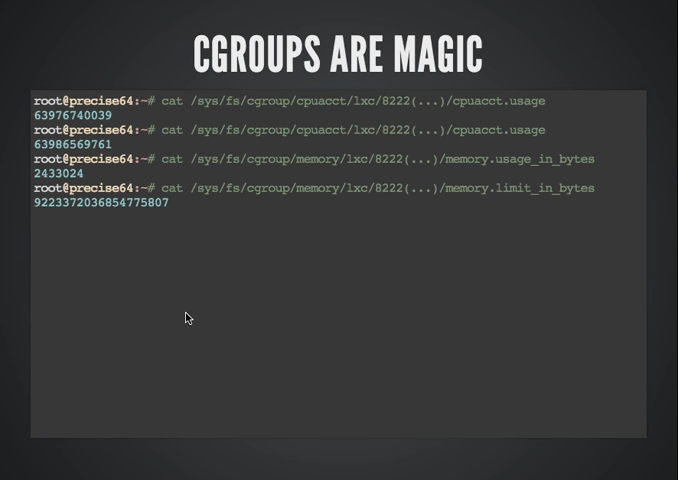 CGROUPS ARE MAGIC
root@precise64:~# cat /sys/fs/cgroup/cpuacct/lxc/8222(...)/cpuacct.usage
63976740039
root@precise64:~# cat /sys/fs/cgroup/cpuacct/lxc/8222(...)/cpuacct.usage
63986569761
root@precise64:~# cat /sys/fs/cgroup/memory/lxc/8222(...)/memory.usage_in_bytes
2433024
root@precise64:~# cat /sys/fs/cgroup/memory/lxc/8222(...)/memory.limit_in_bytes
9223372036854775807